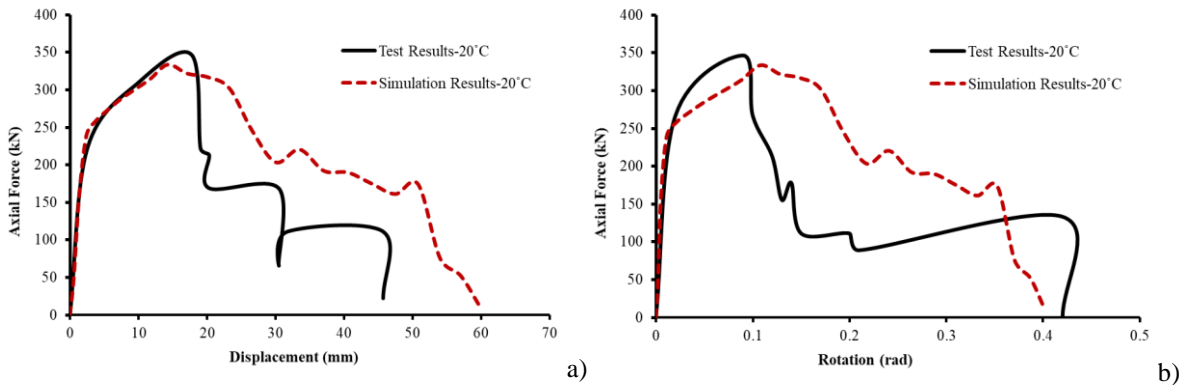 400
350
300
250
200
150
100
50
0
Axial Force (kN)
0 10 20 30 40 50 60 70
Displacement (mm)
Test Results-20˚C
Simulation Results-20˚C
a)
400
350
300
250
200
150
100
50
0
Axial Force (kN)
0 0.1 0.2 0.3 0.4 0.5
Rotation (rad)
Test Results-20˚C
Simulation Results-20˚C
b)